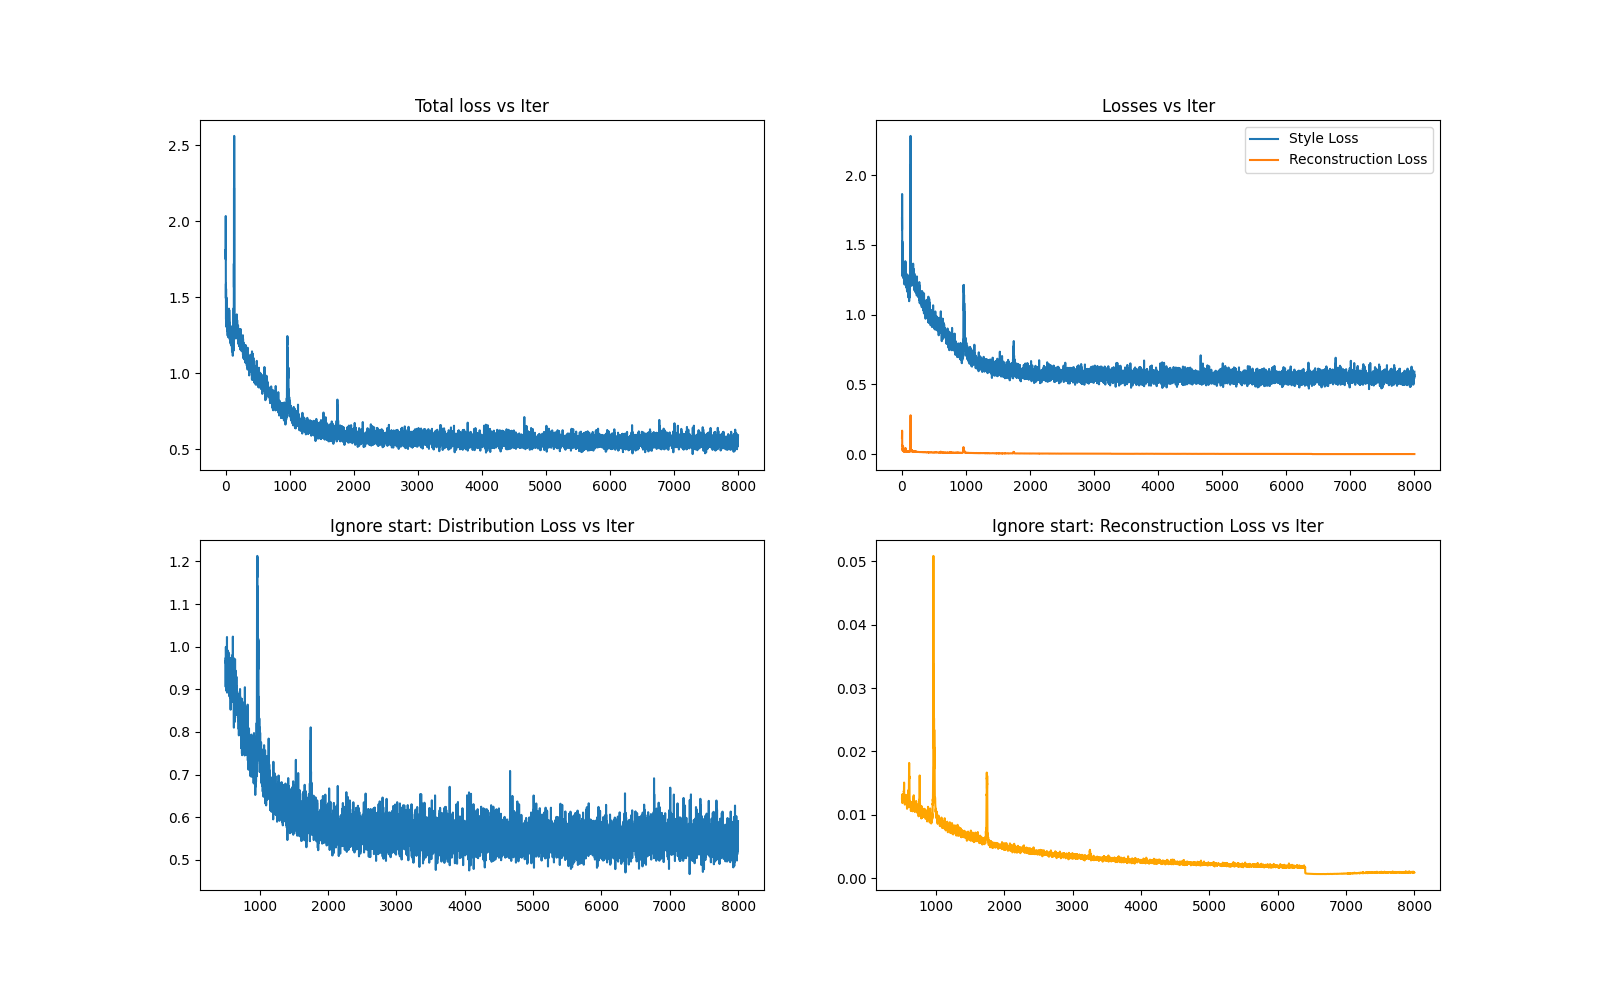 Total loss vs Iter
2.5
2.0
1.5
1.0
0.5
0 1000 2000 3000 4000 5000 6000 7000 8000
Losses vs Iter
Style Loss
Reconstruction Loss
2.0
1.5
1.0
0.5
0.0
0 1000 2000 3000 4000 5000 6000 7000 8000
Ignore start: Distribution Loss vs Iter
1.2
1.1
1.0
0.9
0.8
0.7
0.6
0.5
1000 2000 3000 4000 5000 6000 7000 8000
Ignore start: Reconstruction Loss vs Iter
0.05
0.04
0.03
0.02
0.01
0.00
1000 2000 3000 4000 5000 6000 7000 8000